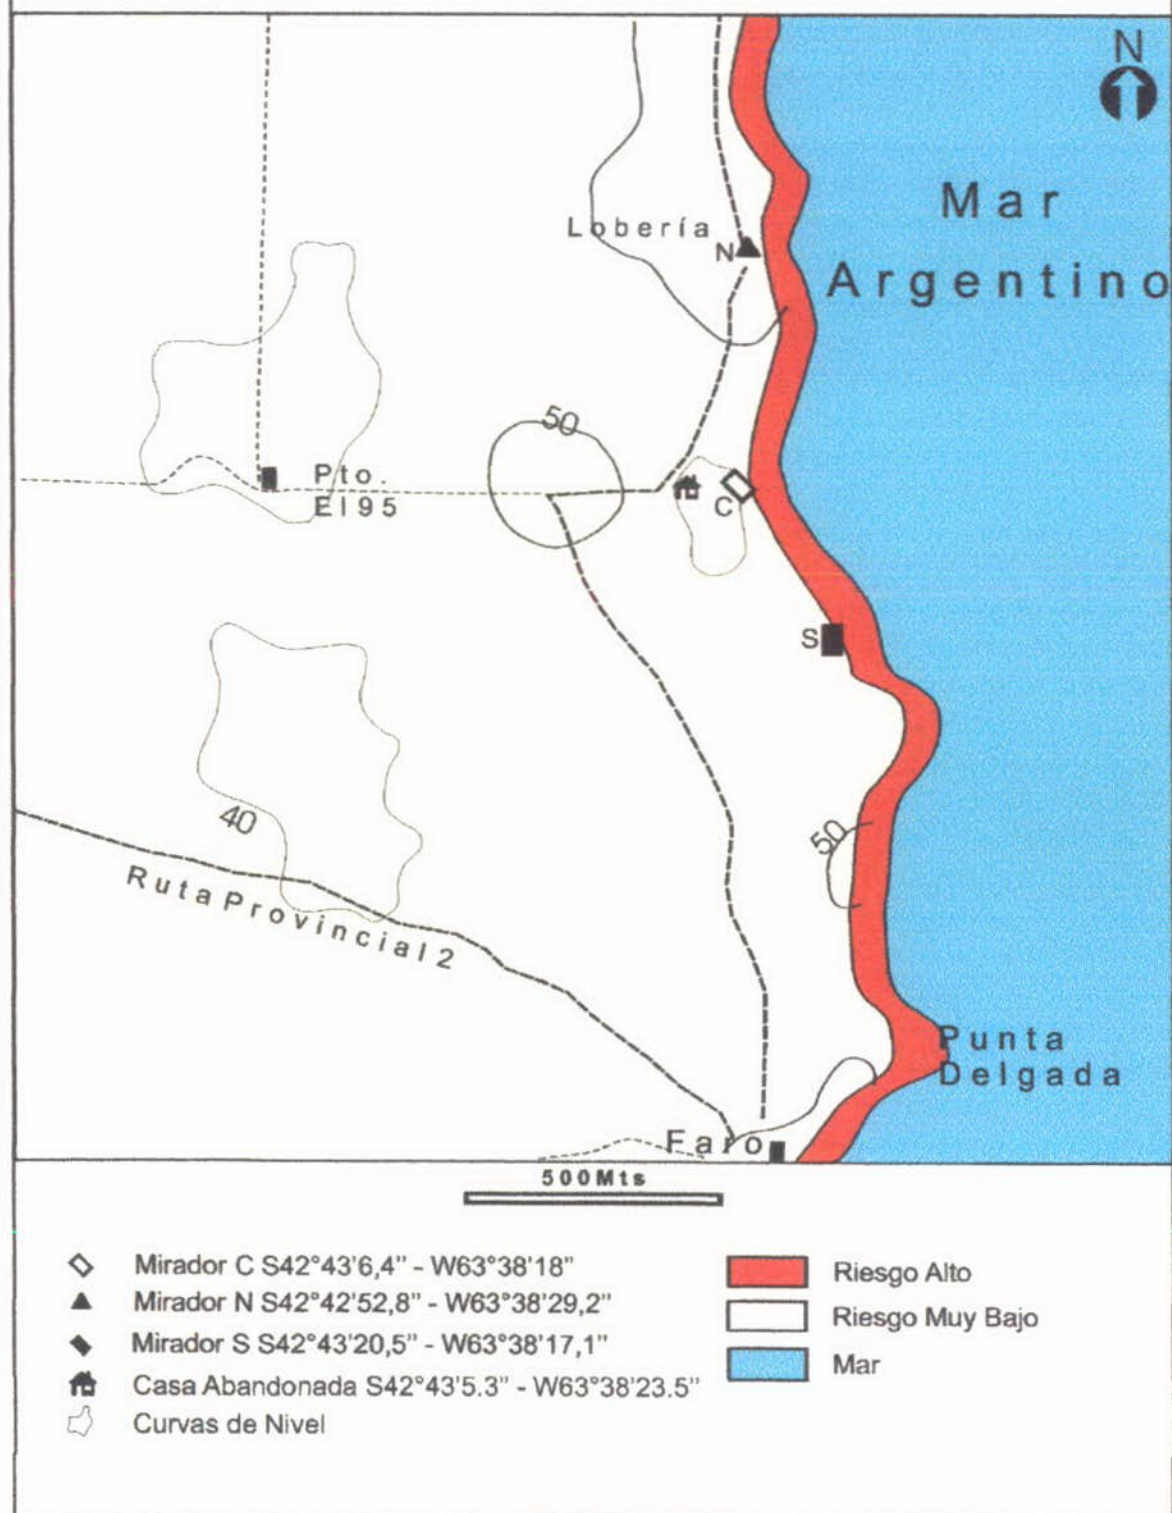 N
Mar
Argentino
Lobería
N
50
Pto.
El 95
C
S
50
40
Ruta Provincial 2
Punta
Delgada
Faro
500Mts
Mirador C S42°43'6,4" - W63°38'18"
Mirador N S42°42'52,8" - W63°38'29,2"
Mirador S S42°43'20,5" - W63°38'17,1"
Casa Abandonada S42°43'5.3" - W63°38'23.5"
Curvas de Nivel
Riesgo Alto
Riesgo Muy Bajo
Mar